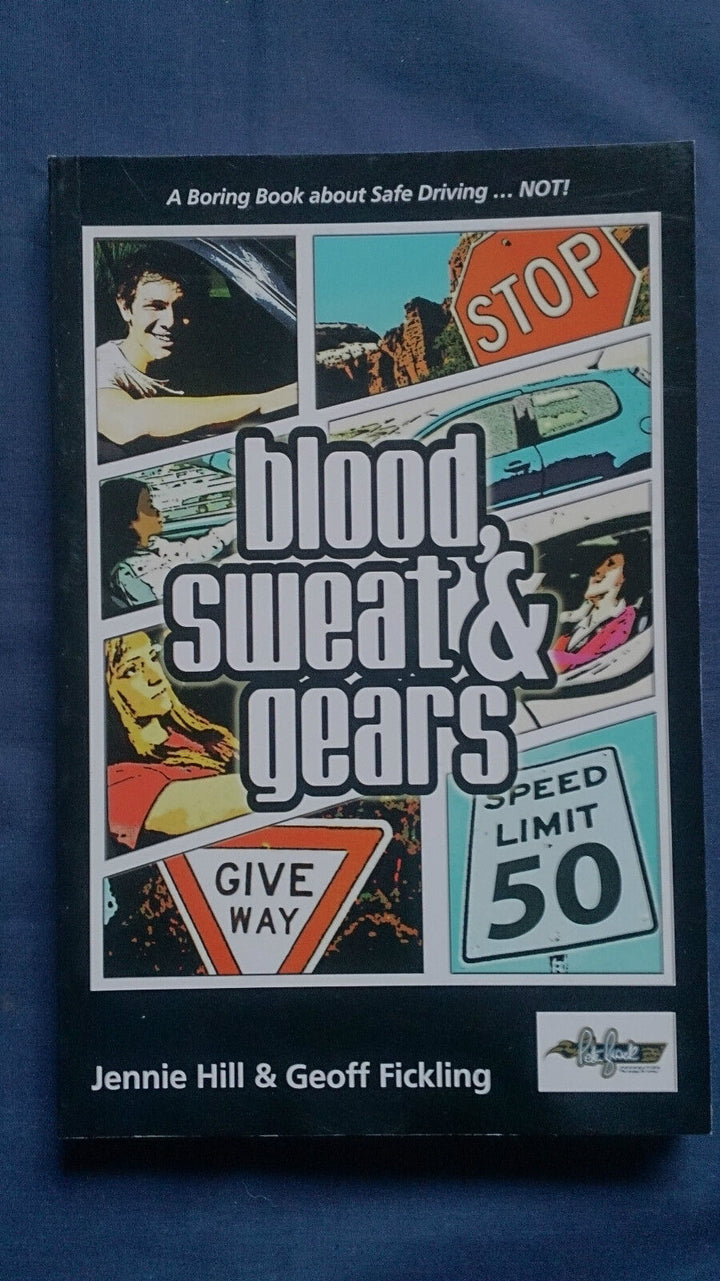 A Boring Book about Safe Driving ... NOT!
STOP
blood,
sweat &
gears
SPEED
LIMIT
50
GIVE
WAY
Jennie Hill & Geoff Fickling